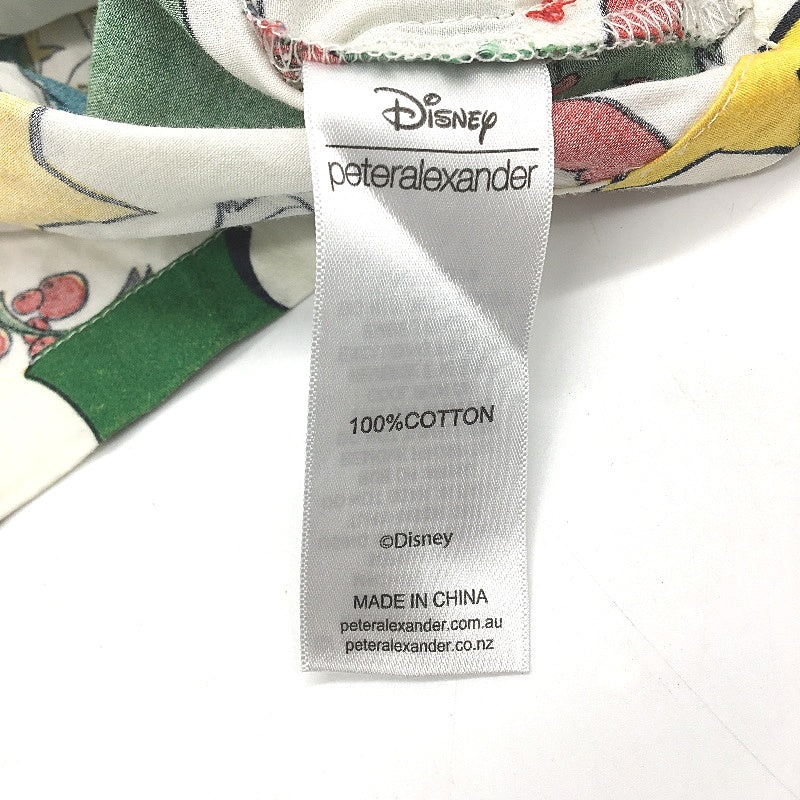 Disney
peteralexander
100%COTTON
©Disney
MADE IN CHINA
peteralexander.com.au
peteralexander.co.nz